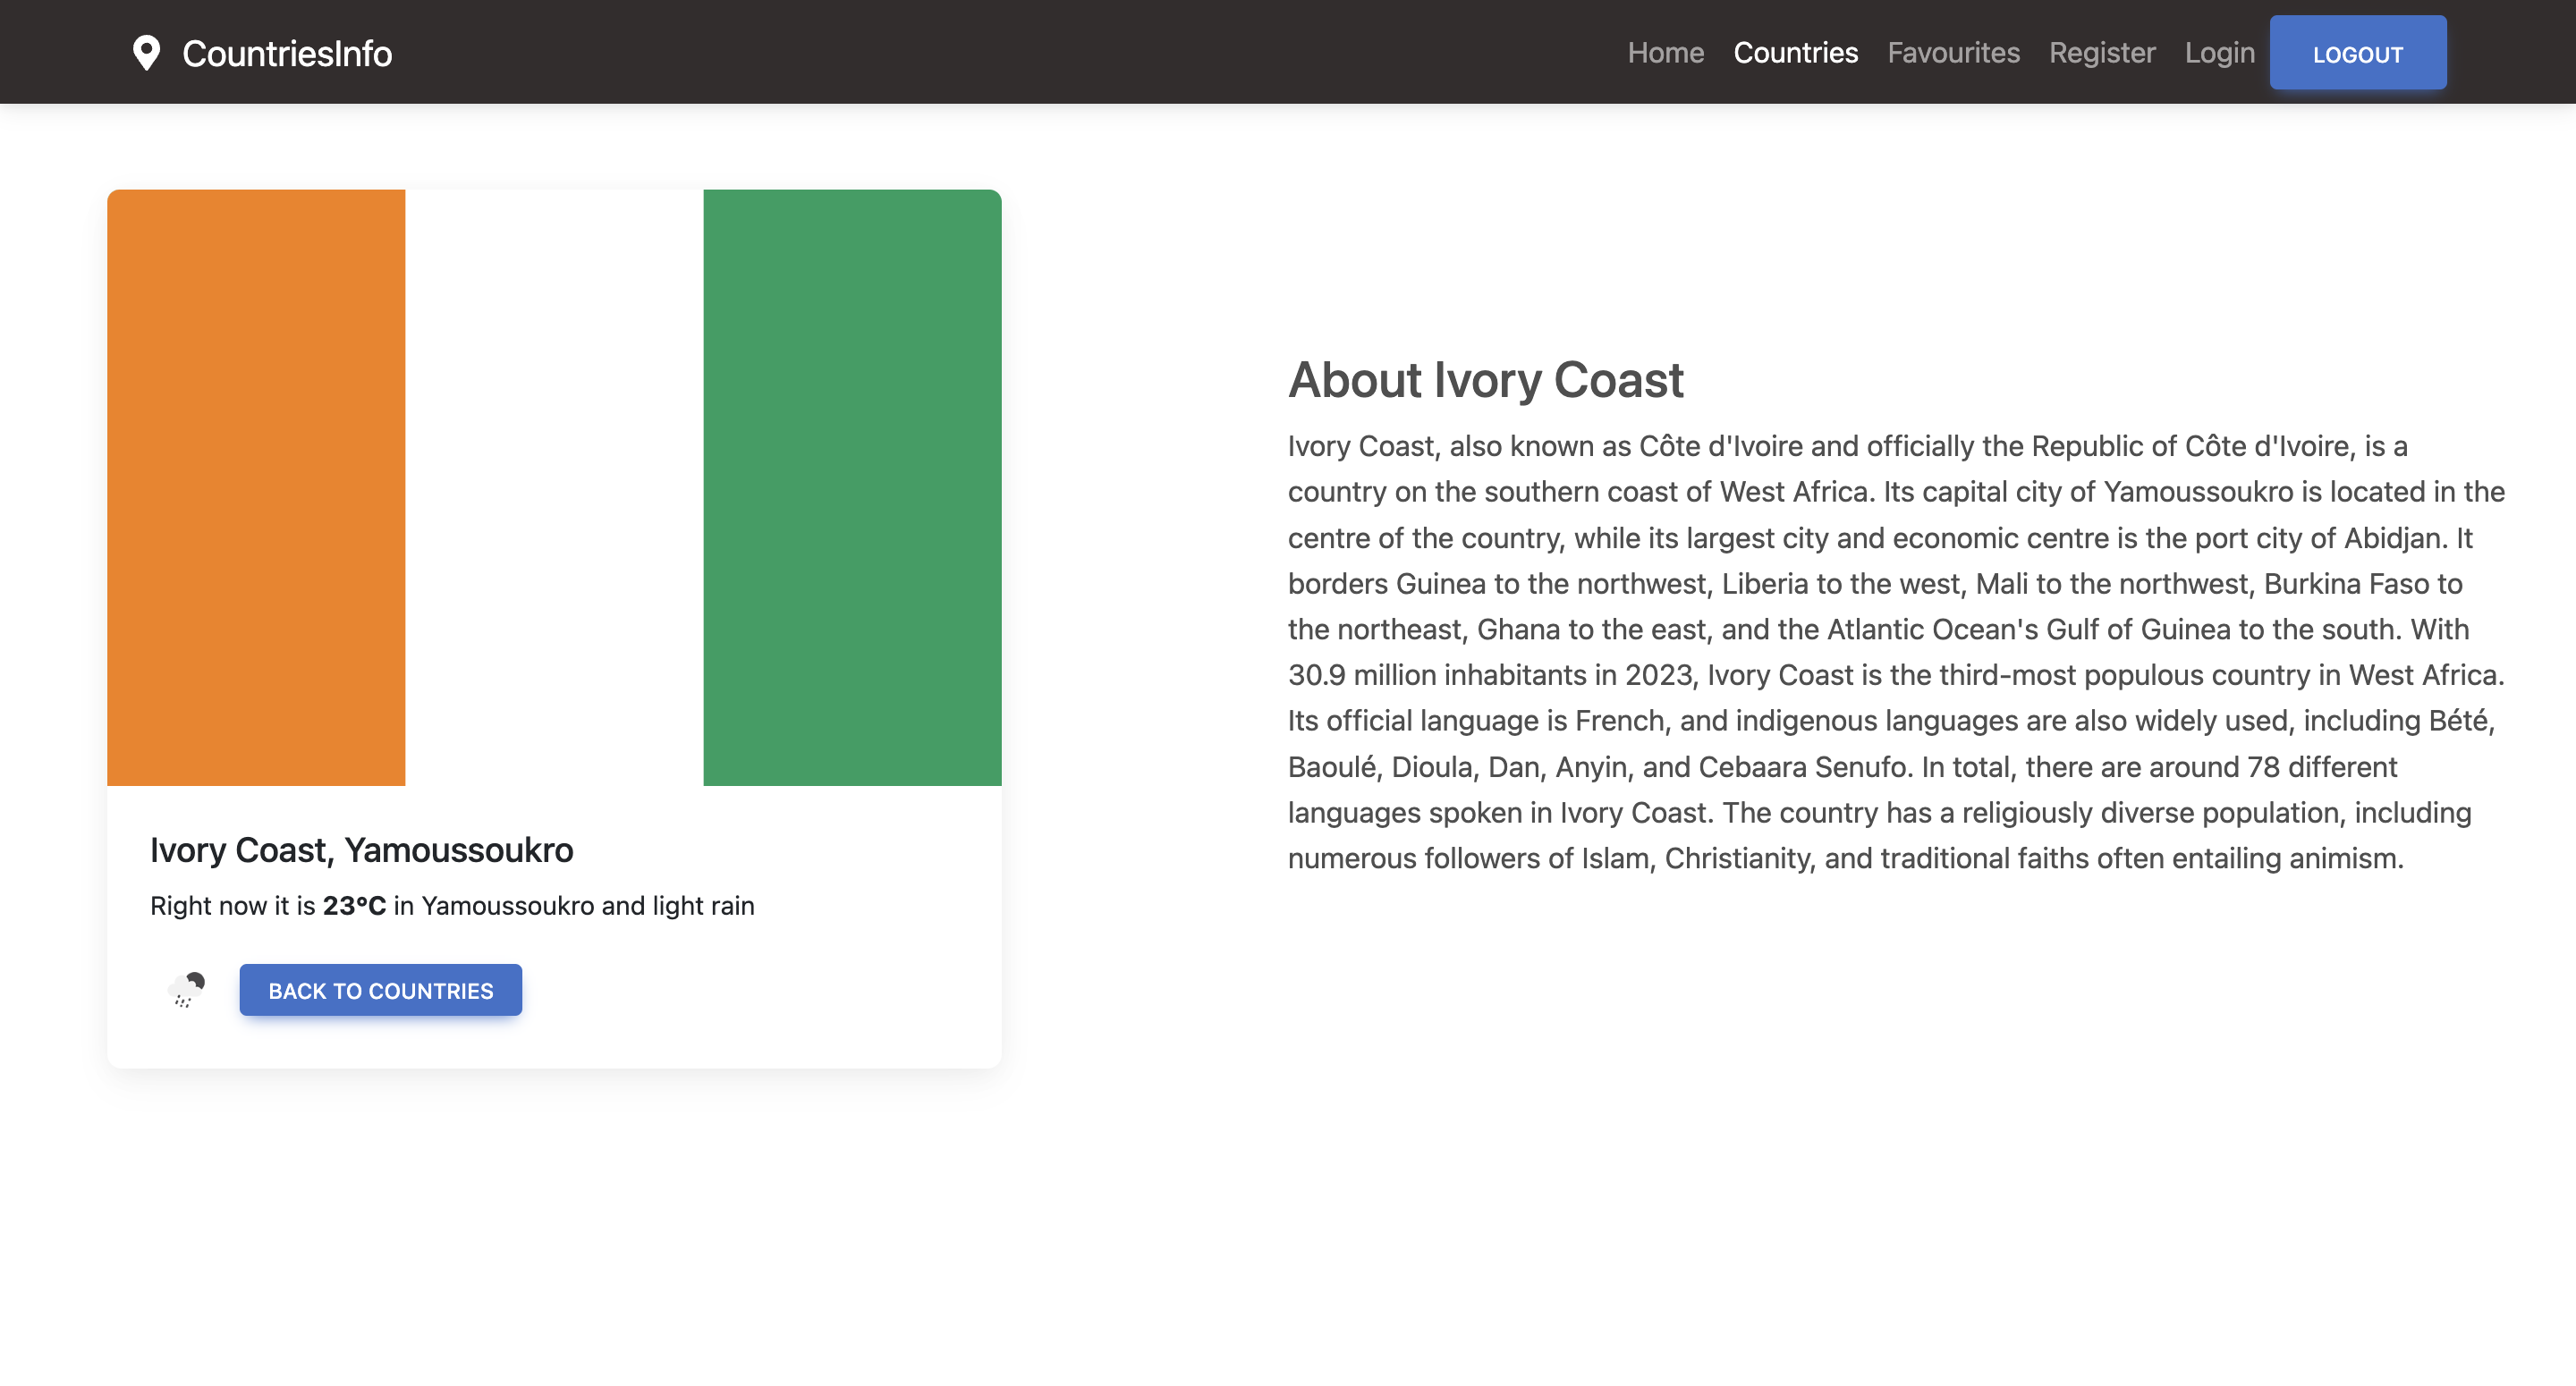 CountriesInfo
Home Countries Favourites Register Login LOGOUT
Ivory Coast, Yamoussoukro
Right now it is 23°C in Yamoussoukro and light rain
BACK TO COUNTRIES
About Ivory Coast
Ivory Coast, also known as Côte d'Ivoire and officially the Republic of Côte d'Ivoire, is a
country on the southern coast of West Africa. Its capital city of Yamoussoukro is located in the
centre of the country, while its largest city and economic centre is the port city of Abidjan. It
borders Guinea to the northwest, Liberia to the west, Mali to the northwest, Burkina Faso to
the northeast, Ghana to the east, and the Atlantic Ocean's Gulf of Guinea to the south. With
30.9 million inhabitants in 2023, Ivory Coast is the third-most populous country in West Africa.
Its official language is French, and indigenous languages are also widely used, including Bété,
Baoulé, Dioula, Dan, Anyin, and Cebaara Senufo. In total, there are around 78 different
languages spoken in Ivory Coast. The country has a religiously diverse population, including
numerous followers of Islam, Christianity, and traditional faiths often entailing animism.